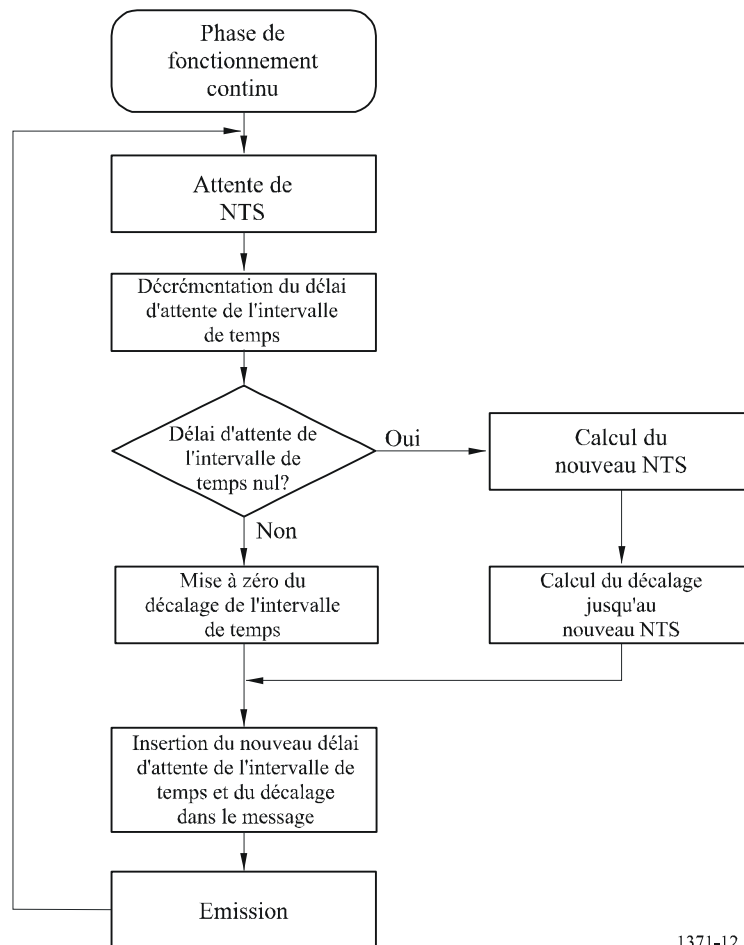 Phase de
fonctionnement
continu
Attente de
NTS
Décrémentation du délai
d'attente de l'intervalle
de temps
Délai d'attente de
l'intervalle de
temps nul?
Oui
Calcul du
nouveau NTS
Non
Mise à zéro du
décalage de l'intervalle
de temps
Calcul du décalage
jusqu'au
nouveau NTS
Insertion du nouveau délai
d'attente de l'intervalle de
temps et du décalage
dans le message
Emission
1371-12